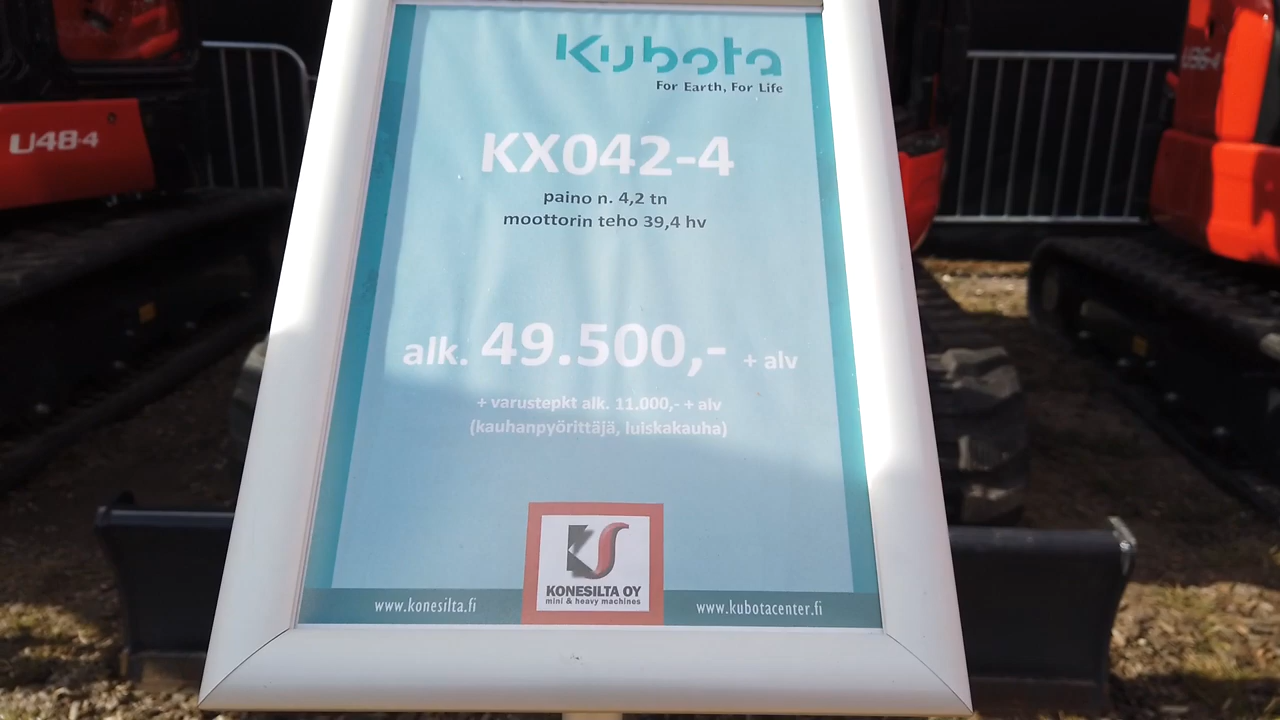 Kubota
For Earth, For Life
KX042-4
paino n. 4,2 tn
moottorin teho 39,4 hv
alk. 49.500,- + alv
+ varustepkt alk. 11.000,- + alv
(kauhanpyörittäjä, luiskakauha)
KS
KONESILTA OY
mini & heavy machines
www.konesilta.fi
www.kubotacenter.fi
U48-4